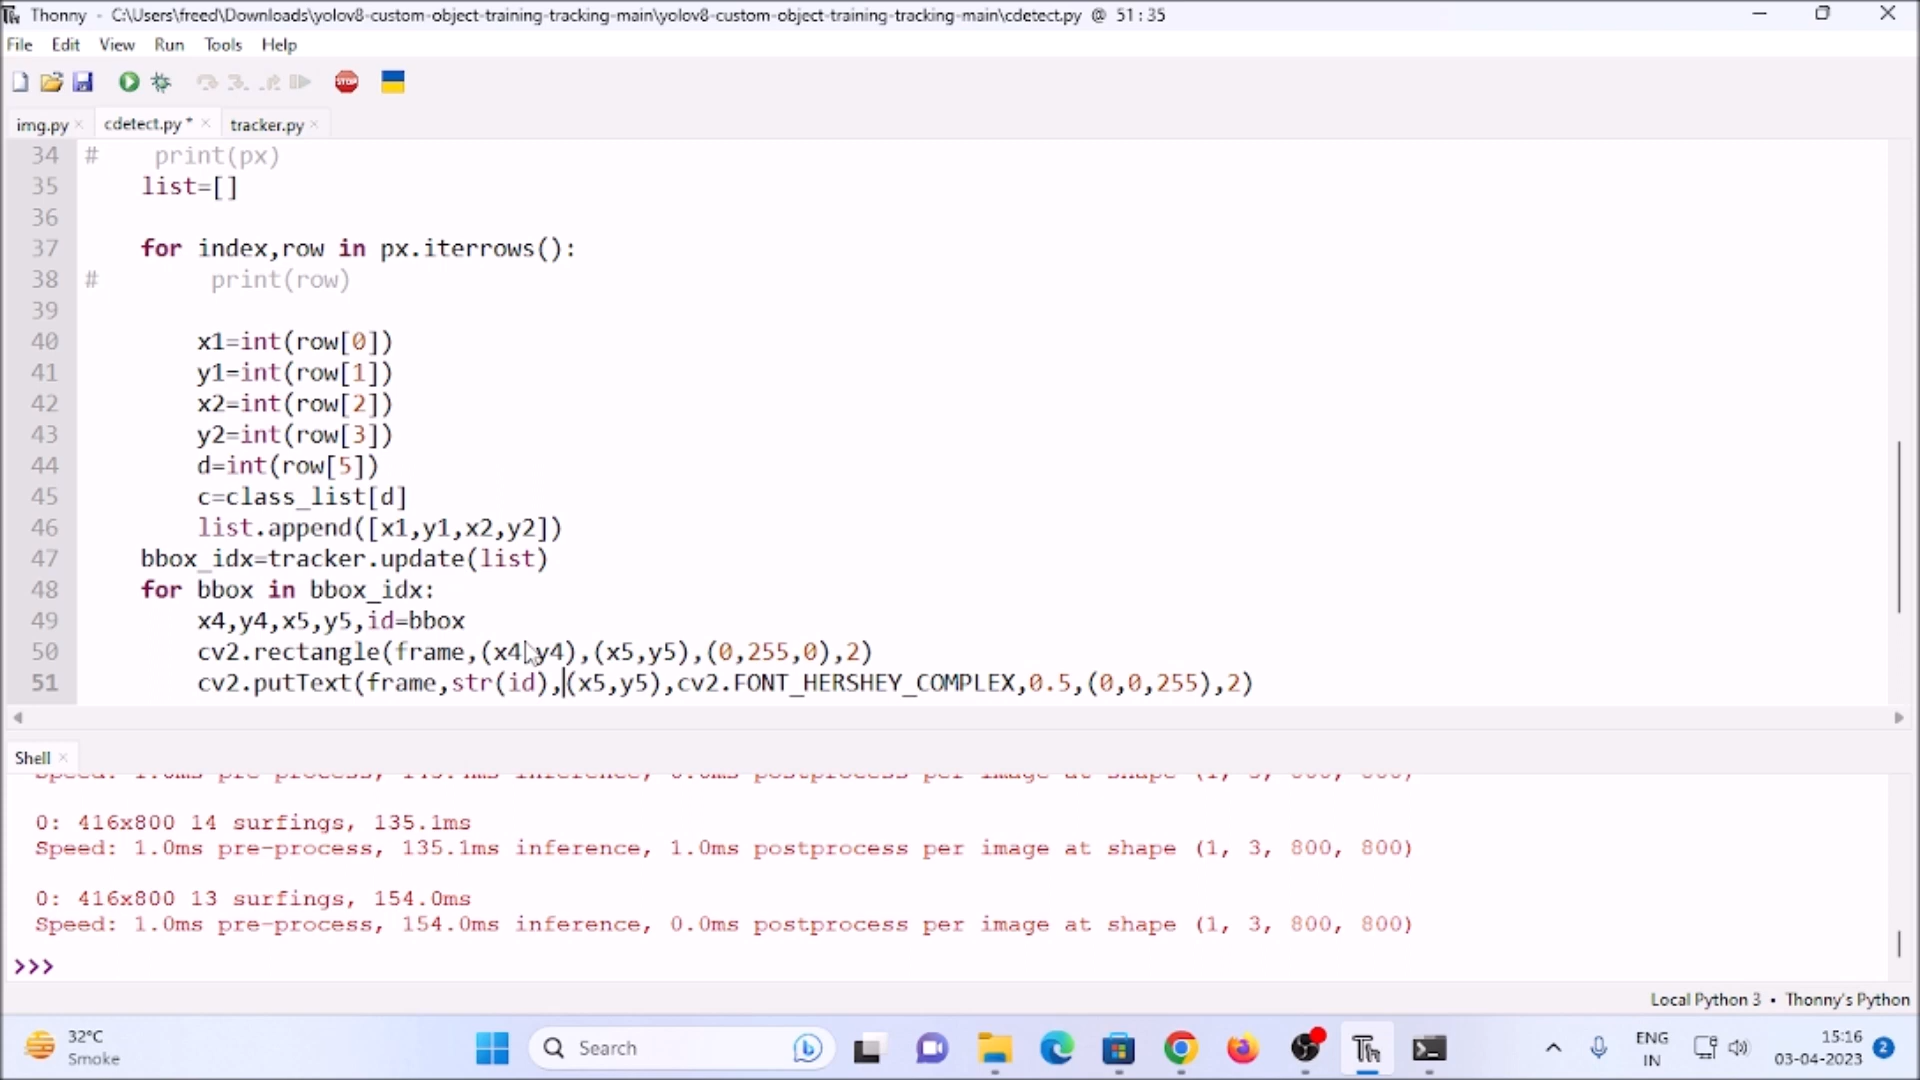 Thonny - C:\Users\freed\Downloads\yolov8-custom-object-training-tracking-main\yolov8-custom-object-training-tracking-main\cdetect.py @ 51:35
File Edit View Run Tools Help
STOP
img.py × cdetect.py * × tracker.py ×
34 # print(px)
35 list=[]
36
37 for index,row in px.iterrows():
38 # print(row)
39
40 x1=int(row[0])
41 y1=int(row[1])
42 x2=int(row[2])
43 y2=int(row[3])
44 d=int(row[5])
45 c=class_list[d]
46 list.append([x1,y1,x2,y2])
47 bbox_idx=tracker.update(list)
48 for bbox in bbox_idx:
49 x4,y4,x5,y5,id=bbox
50 cv2.rectangle(frame,(x4,y4),(x5,y5),(0,255,0),2)
51 cv2.putText(frame,str(id),(x5,y5),cv2.FONT_HERSHEY_COMPLEX,0.5,(0,0,255),2)
Shell ×
0: 416x800 14 surfings, 135.1ms
Speed: 1.0ms pre-process, 135.1ms inference, 1.0ms postprocess per image at shape (1, 3, 800, 800)
0: 416x800 13 surfings, 154.0ms
Speed: 1.0ms pre-process, 154.0ms inference, 0.0ms postprocess per image at shape (1, 3, 800, 800)
>>>
Local Python 3 • Thonny's Python
32°C
Smoke
Search
ENG
IN
15:16
03-04-2023
2